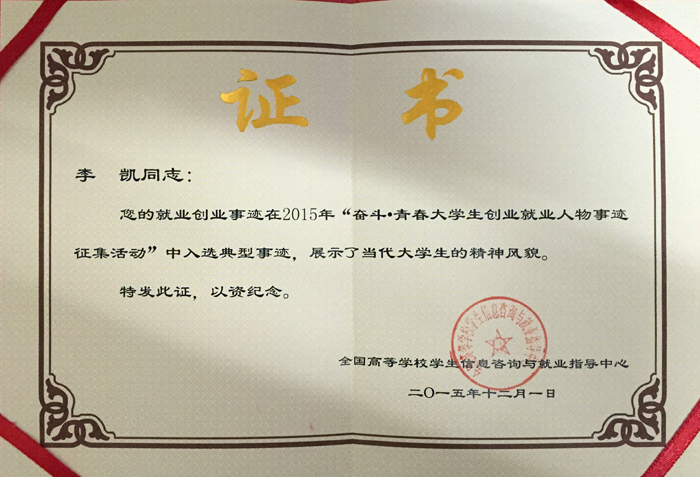 证 书
李 凯同志：
您的就业创业事迹在2015年“奋斗•青春大学生创业就业人物事迹
征集活动”中入选典型事迹，展示了当代大学生的精神风貌。
特发此证，以资纪念。
全国高等学校学生信息咨询与就业指导中心
二〇一五年十二月一日